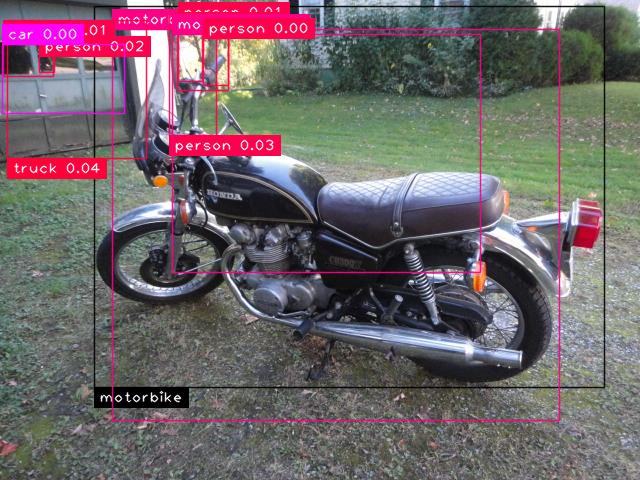 person 0.01
motorb
mo
person 0.00
car 0.00
.01
person 0.02
person 0.03
truck 0.04
HONDA
motorbike